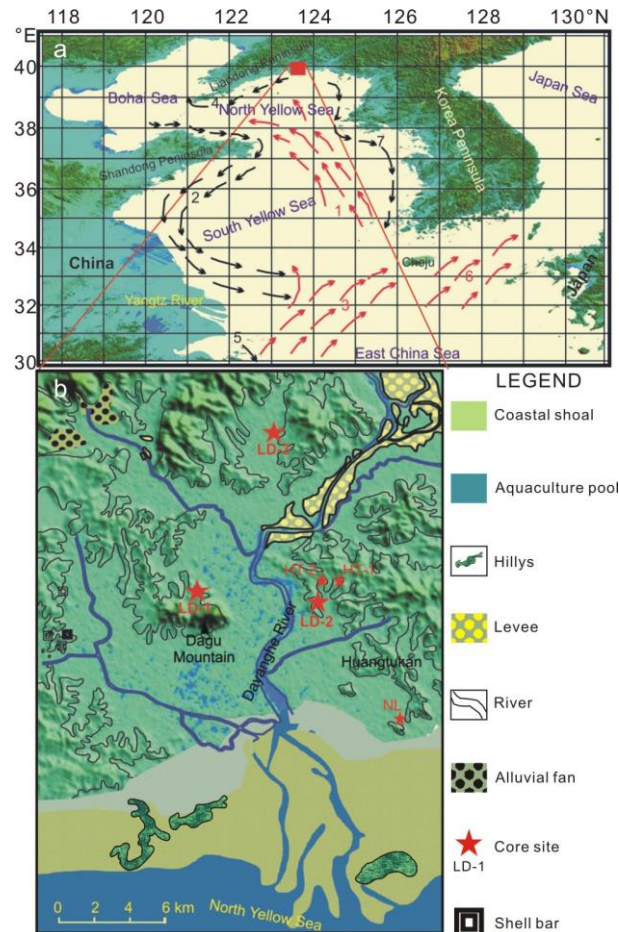 118 120 122 124 126 128 130°N
°E
a
40
38
36
34
32
30
Liaodong Peninsula
Bohai Sea
North Yellow Sea
Japan Sea
Korea Peninsula
Shandong Peninsula
South Yellow Sea
China
Cheju
Japan
Yangtz River
East China Sea
4
7
2
1
3
6
5
b
LD-2
HT-2
HT-1
LD-1
LD-2
Dagu
Mountain
Dayanghe River
Huangtukan
NL
0 2 4 6 km
North Yellow Sea
LEGEND
Coastal shoal
Aquaculture pool
Hillys
Levee
River
Alluvial fan
Core site
LD-1
Shell bar